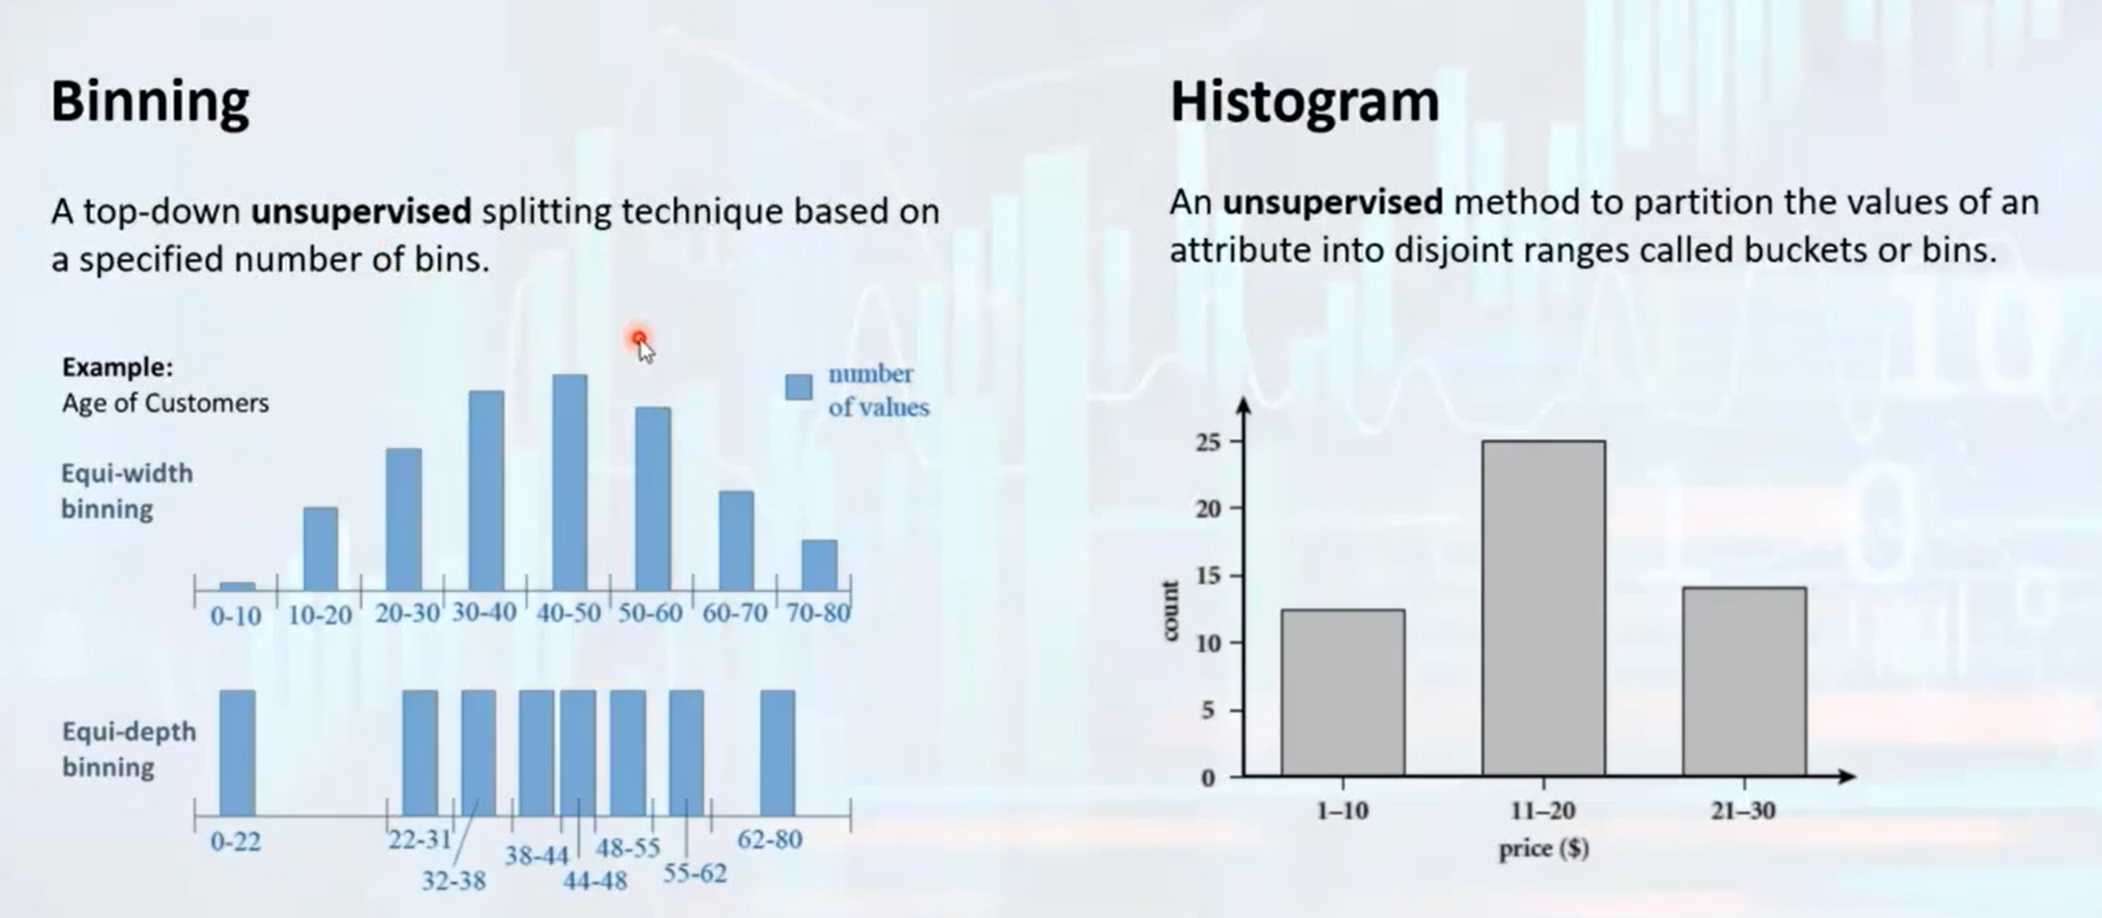 Binning
A top-down unsupervised splitting technique based on
a specified number of bins.
Example:
Age of Customers
number
of values
Equi-width
binning
0-10 10-20 20-30 30-40 40-50 50-60 60-70 70-80
Equi-depth
binning
0-22 22-31 32-38 38-44 44-48 48-55 55-62 62-80
Histogram
An unsupervised method to partition the values of an
attribute into disjoint ranges called buckets or bins.
25
20
15
10
5
0
count
1–10 11–20 21–30
price ($)
10
1 0